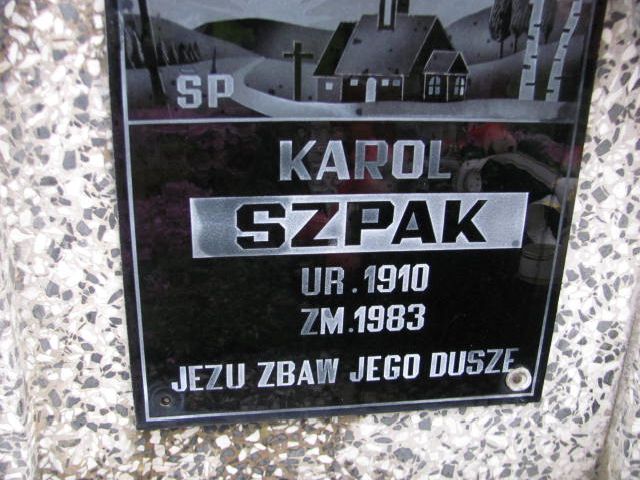 SP
KAROL
SZPAK
UR. 1910
ZM. 1983
JEZU ZBAW JEGO DUSZE